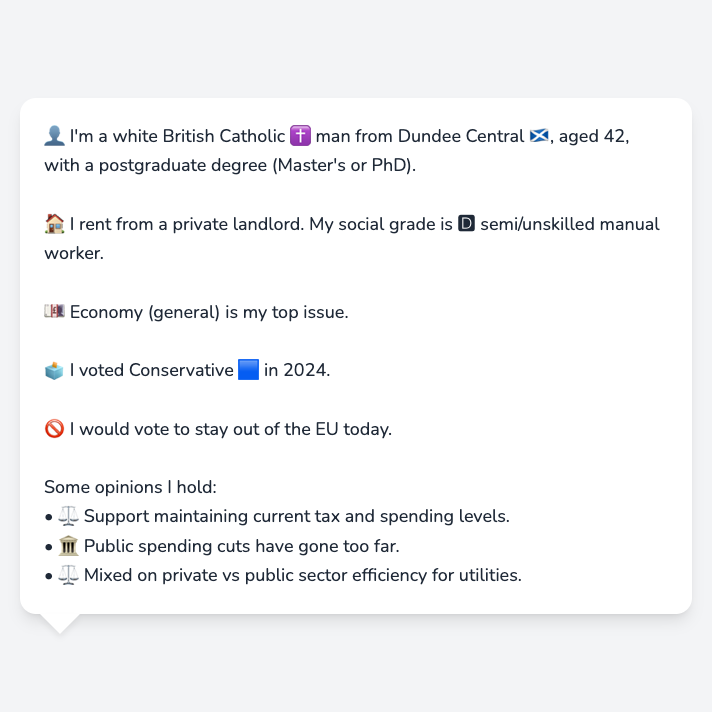 👤 I'm a white British Catholic ✝️ man from Dundee Central 🏴󠁧󠁢󠁳󠁣󠁴󠁿, aged 42,
with a postgraduate degree (Master's or PhD).
🏠 I rent from a private landlord. My social grade is 🅳 semi/unskilled manual
worker.
💷 Economy (general) is my top issue.
🗳️ I voted Conservative 🟦 in 2024.
🚫 I would vote to stay out of the EU today.
Some opinions I hold:
• ⚖️ Support maintaining current tax and spending levels.
• 🏛️ Public spending cuts have gone too far.
• ⚖️ Mixed on private vs public sector efficiency for utilities.